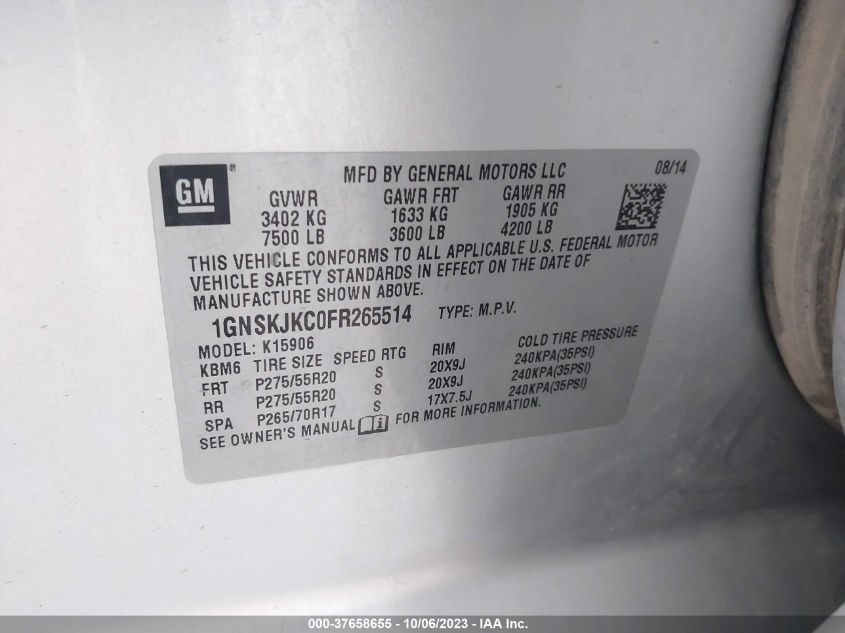 GM ® MFD BY GENERAL MOTORS LLC 08/14
GVWR GAWR FRT GAWR RR
3402 KG 1633 KG 1905 KG
7500 LB 3600 LB 4200 LB
THIS VEHICLE CONFORMS TO ALL APPLICABLE U.S. FEDERAL MOTOR
VEHICLE SAFETY STANDARDS IN EFFECT ON THE DATE OF
MANUFACTURE SHOWN ABOVE.
1GNSKJKC0FR265514 TYPE: M.P.V.
MODEL: K15906
KBM6 TIRE SIZE SPEED RTG RIM COLD TIRE PRESSURE
FRT P275/55R20 S 20X9J 240KPA(35PSI)
RR P275/55R20 S 20X9J 240KPA(35PSI)
SPA P265/70R17 S 17X7.5J 240KPA(35PSI)
SEE OWNER'S MANUAL FOR MORE INFORMATION.
000-37658655 - 10/06/2023 - IAA Inc.